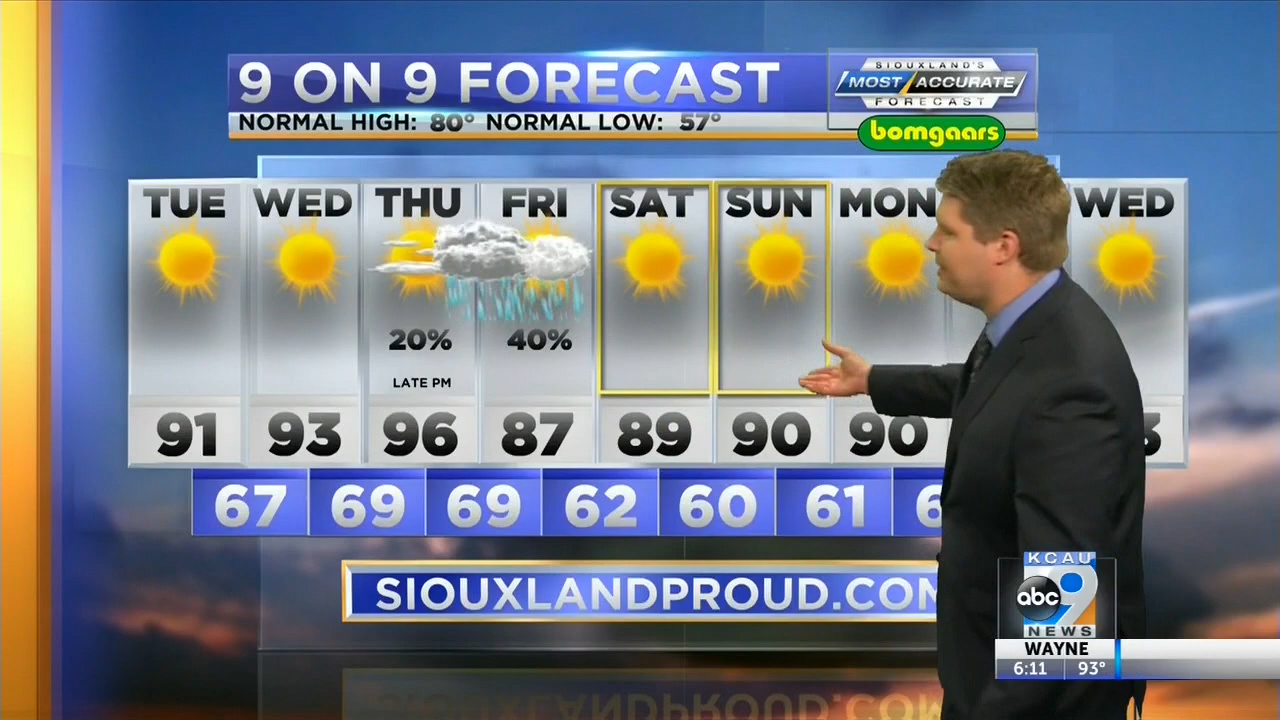 9 ON 9 FORECAST
NORMAL HIGH: 80° NORMAL LOW: 57°
SIOUXLAND'S
MOST ACCURATE
FORECAST
bomgaars
TUE WED THU FRI SAT SUN MON WED
20% 40%
LATE PM
91 93 96 87 89 90 90
67 69 69 62 60 61
SIOUXLANDPROUD.COM
KCAU
abc 9
NEWS
WAYNE
6:11 93°